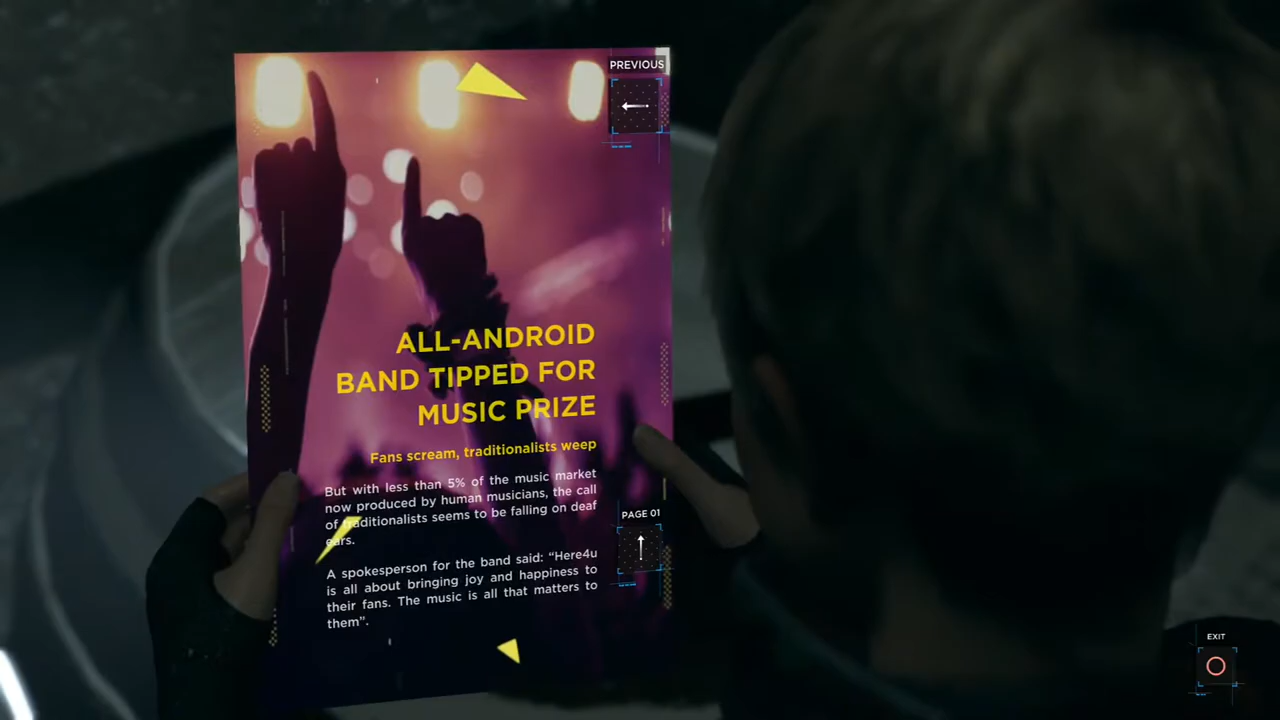 PREVIOUS
ALL-ANDROID
BAND TIPPED FOR
MUSIC PRIZE
Fans scream, traditionalists weep
But with less than 5% of the music market
now produced by human musicians, the call
of traditionalists seems to be falling on deaf
ears.
A spokesperson for the band said: "Here4u
is all about bringing joy and happiness to
their fans. The music is all that matters to
them".
PAGE 01
EXIT